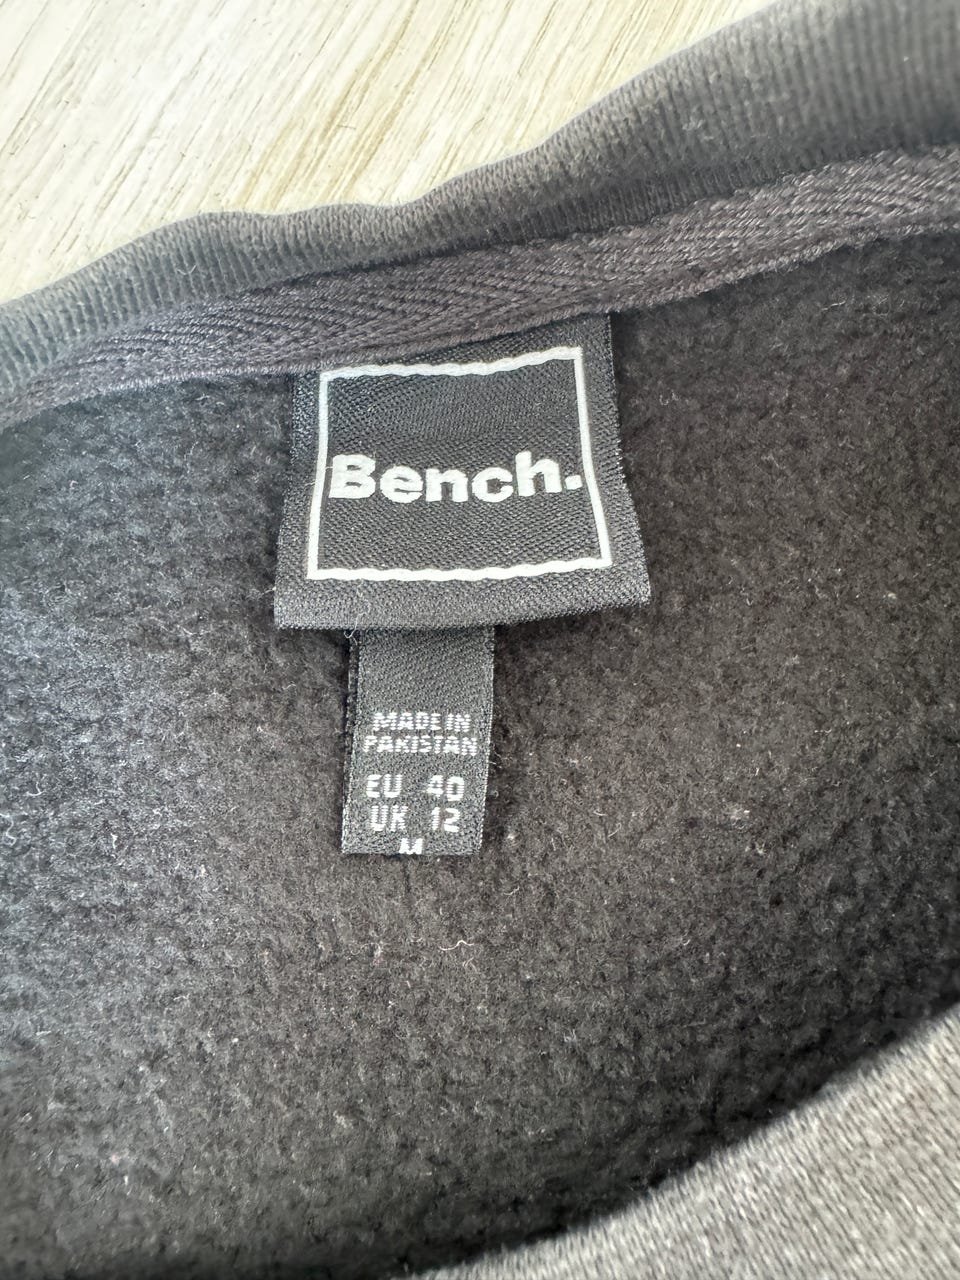 Bench.
MADE IN
PAKISTAN
EU 40
UK 12
M